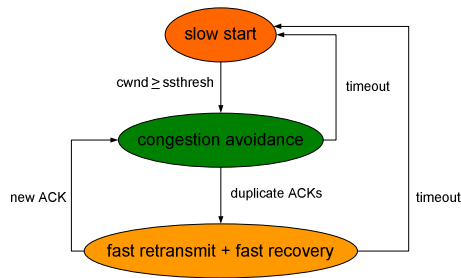 slow start
cwnd ≥ ssthresh
timeout
congestion avoidance
new ACK
duplicate ACKs
timeout
fast retransmit + fast recovery